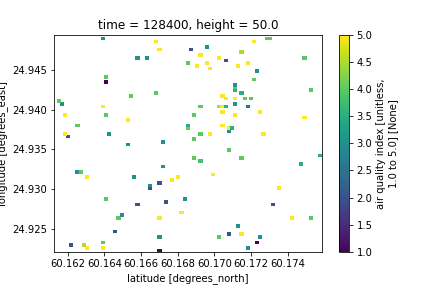 time = 128400, height = 50.0
24.945
24.940
24.935
24.930
24.925
longitude [degrees_east]
60.162 60.164 60.166 60.168 60.170 60.172 60.174
latitude [degrees_north]
5.0
4.5
4.0
3.5
3.0
2.5
2.0
1.5
1.0
air quality index [unitless,
1.0 to 5.0] [None]